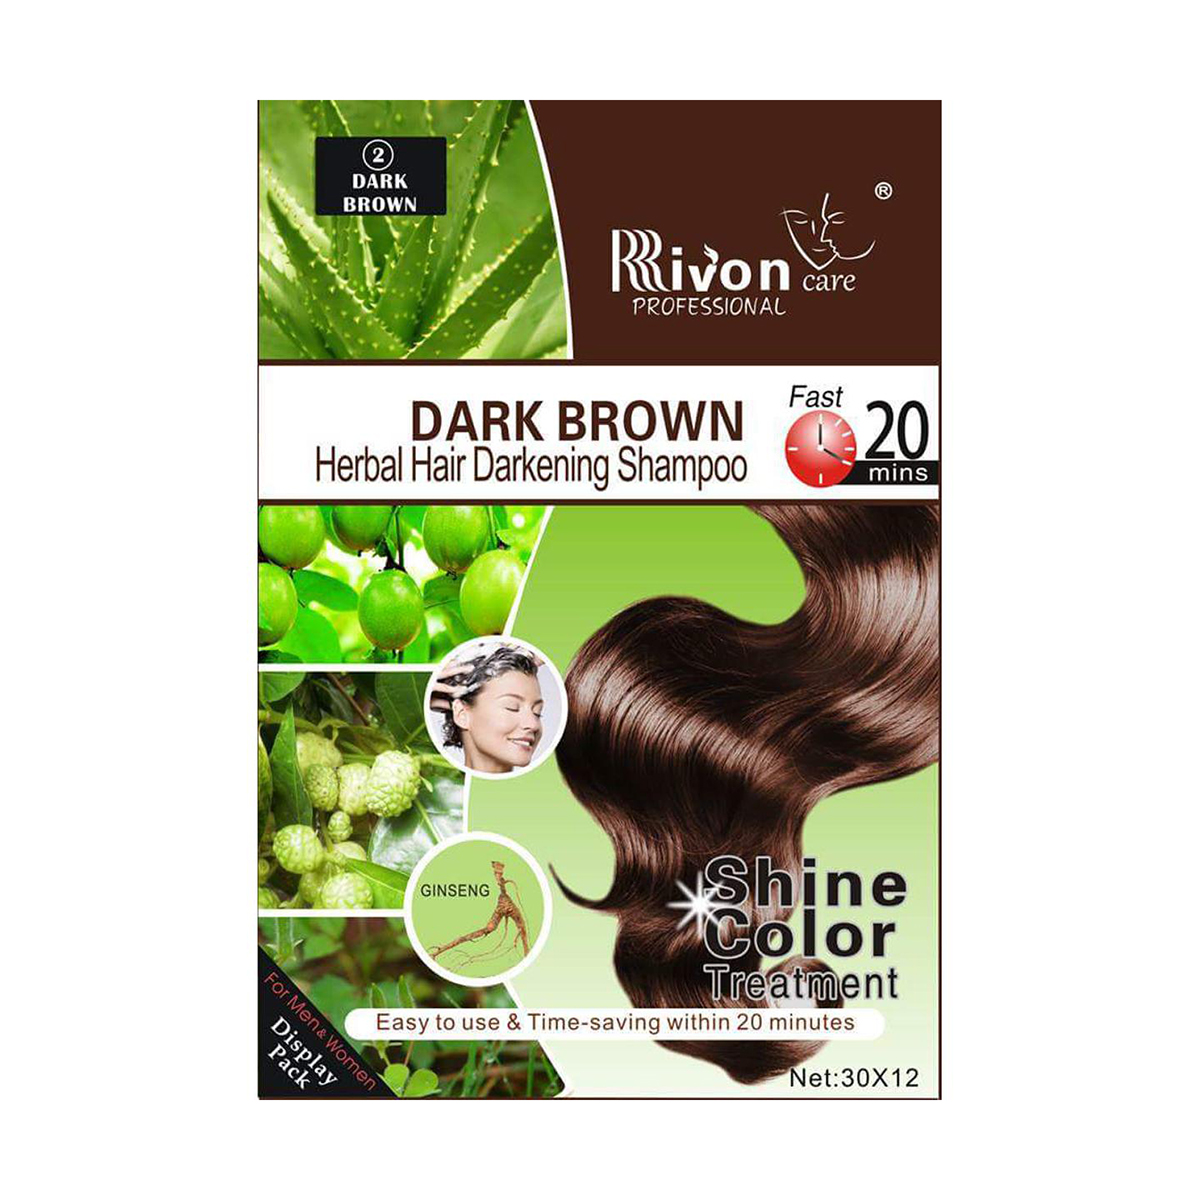 2
DARK
BROWN
®
RRRivon care
PROFESSIONAL
DARK BROWN
Herbal Hair Darkening Shampoo
Fast 20
mins
GINSENG
Shine
Color
Treatment
For Men & Women
Display
Pack
Easy to use & Time-saving within 20 minutes
Net:30X12